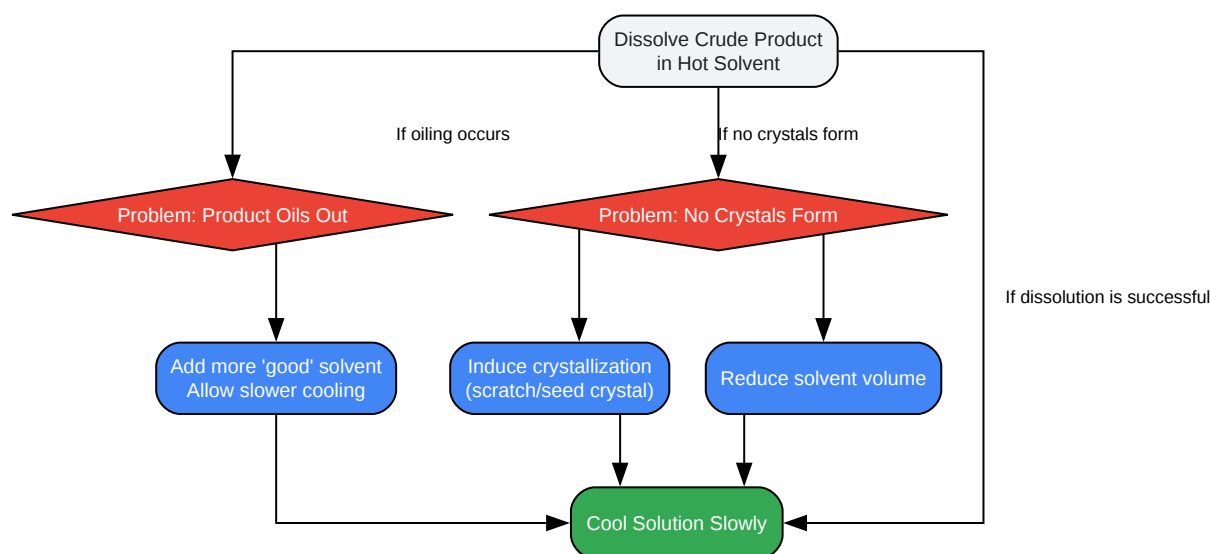 Dissolve Crude Product
in Hot Solvent
If oiling occurs
If no crystals form
Problem: Product Oils Out
Problem: No Crystals Form
If dissolution is successful
Add more 'good' solvent
Allow slower cooling
Induce crystallization
(scratch/seed crystal)
Reduce solvent volume
Cool Solution Slowly